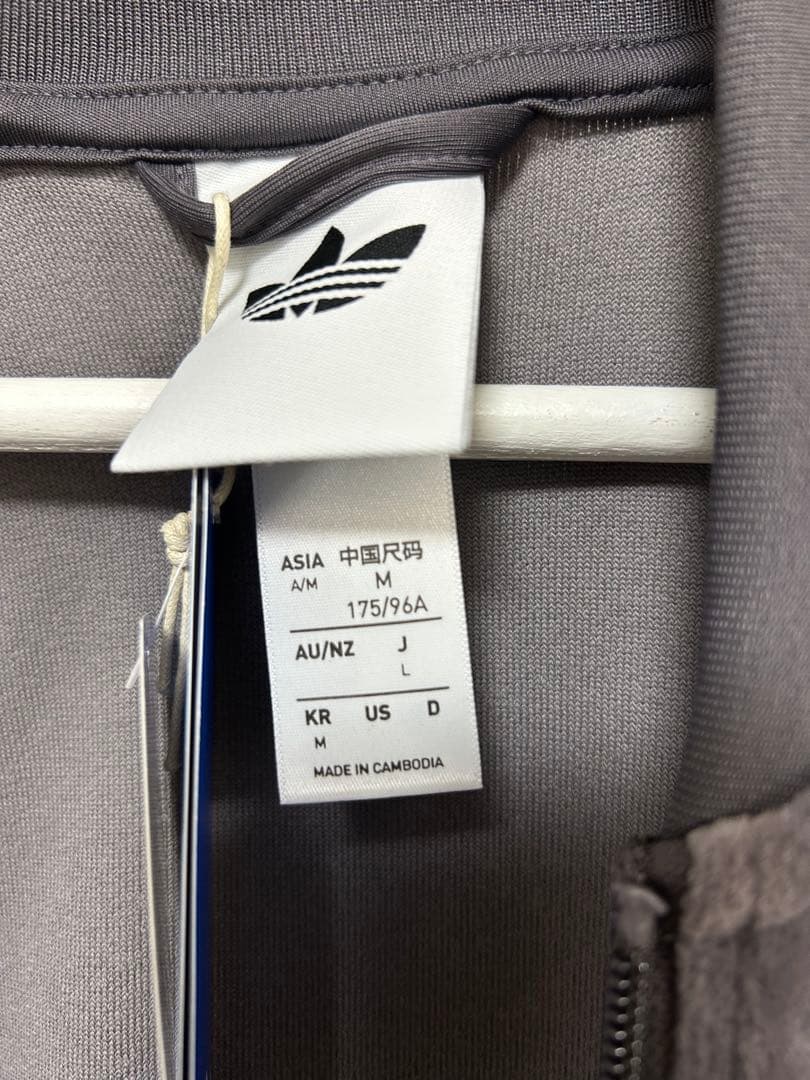 ASIA 中国尺码
A/M M
175/96A
AU/NZ J
L
KR US D
M
MADE IN CAMBODIA